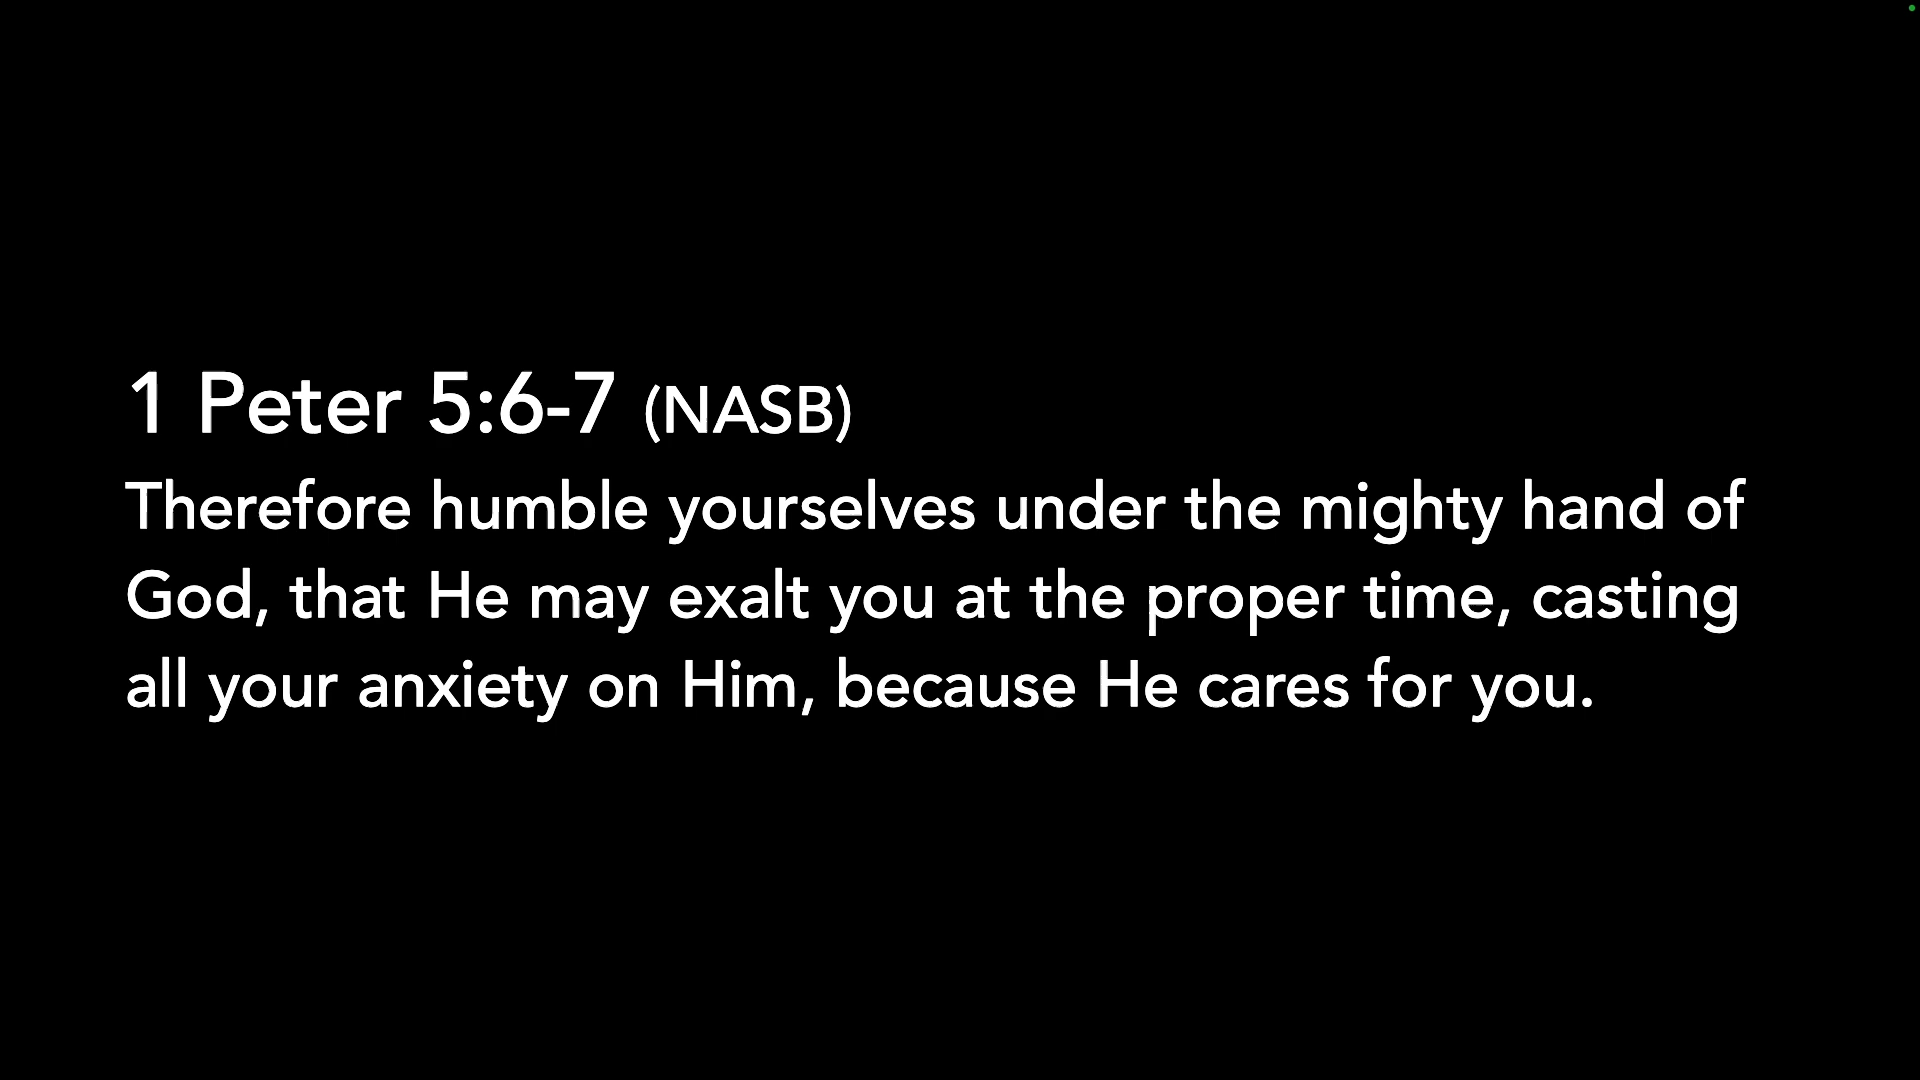 1 Peter 5:6-7 (NASB)
Therefore humble yourselves under the mighty hand of
God, that He may exalt you at the proper time, casting
all your anxiety on Him, because He cares for you.